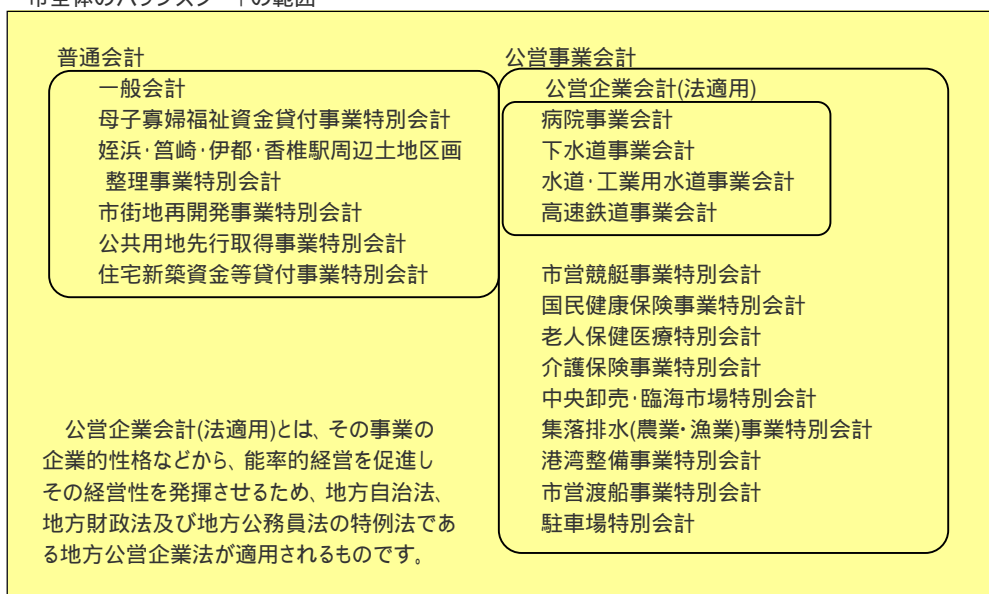 普通会計
一般会計
母子寡婦福祉資金貸付事業特別会計
姪浜・筥崎・伊都・香椎駅周辺土地区画
整理事業特別会計
市街地再開発事業特別会計
公共用地先行取得事業特別会計
住宅新築資金等貸付事業特別会計
公営企業会計(法適用)とは、その事業の
企業的性格などから、能率的経営を促進し
その経営性を発揮させるため、地方自治法、
地方財政法及び地方公務員法の特例法であ
る地方公営企業法が適用されるものです。
公営事業会計
公営企業会計(法適用)
病院事業会計
下水道事業会計
水道・工業用水道事業会計
高速鉄道事業会計
市営競艇事業特別会計
国民健康保険事業特別会計
老人保健医療特別会計
介護保険事業特別会計
中央卸売・臨海市場特別会計
集落排水(農業・漁業)事業特別会計
港湾整備事業特別会計
市営渡船事業特別会計
駐車場特別会計